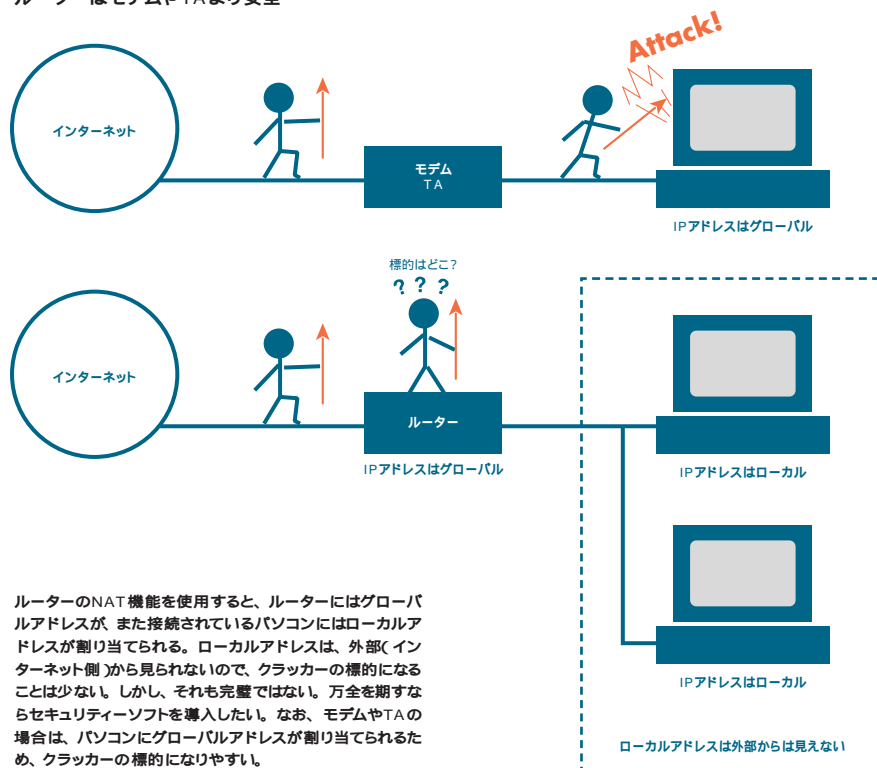 ルーターはモデムやTAより安全
Attack!
インターネット
モデム
TA
IPアドレスはグローバル
標的はどこ?
? ? ?
インターネット
ルーター
IPアドレスはグローバル
IPアドレスはローカル
IPアドレスはローカル
ローカルアドレスは外部からは見えない
ルーターのNAT機能を使用すると、ルーターにはグローバ
ルアドレスが、また接続されているパソコンにはローカルア
ドレスが割り当てられる。ローカルアドレスは、外部(イン
ターネット側)から見られないので、クラッカーの標的になる
ことは少ない。しかし、それも完璧ではない。万全を期すな
らセキュリティーソフトを導入したい。なお、モデムやTAの
場合は、パソコンにグローバルアドレスが割り当てられるた
め、クラッカーの標的になりやすい。